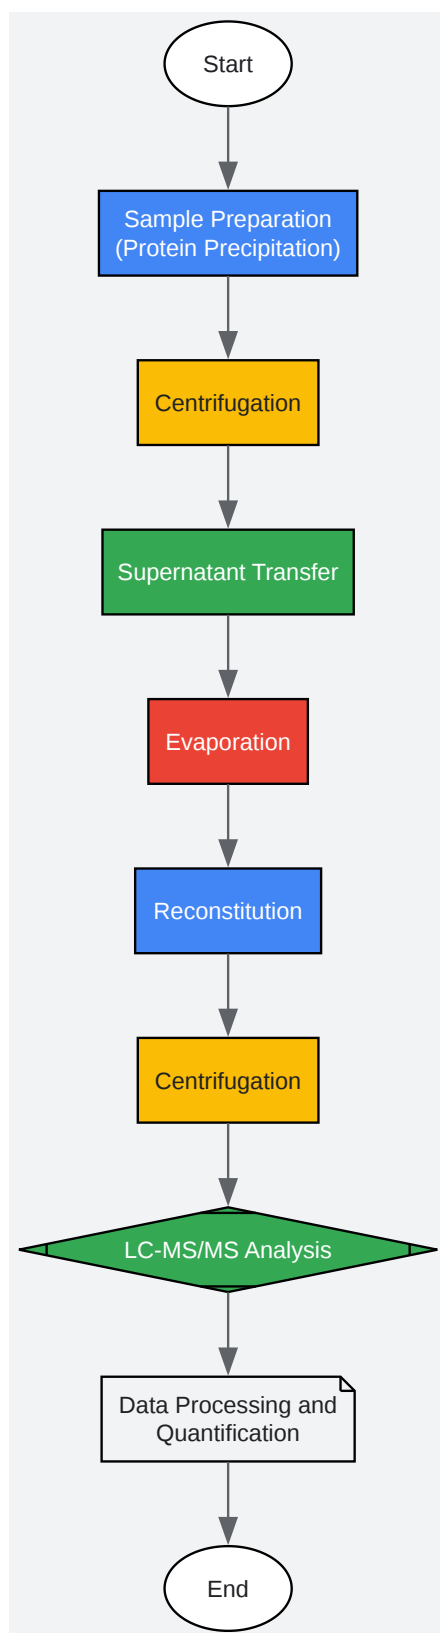 Start
Sample Preparation
(Protein Precipitation)
Centrifugation
Supernatant Transfer
Evaporation
Reconstitution
Centrifugation
LC-MS/MS Analysis
Data Processing and
Quantification
End